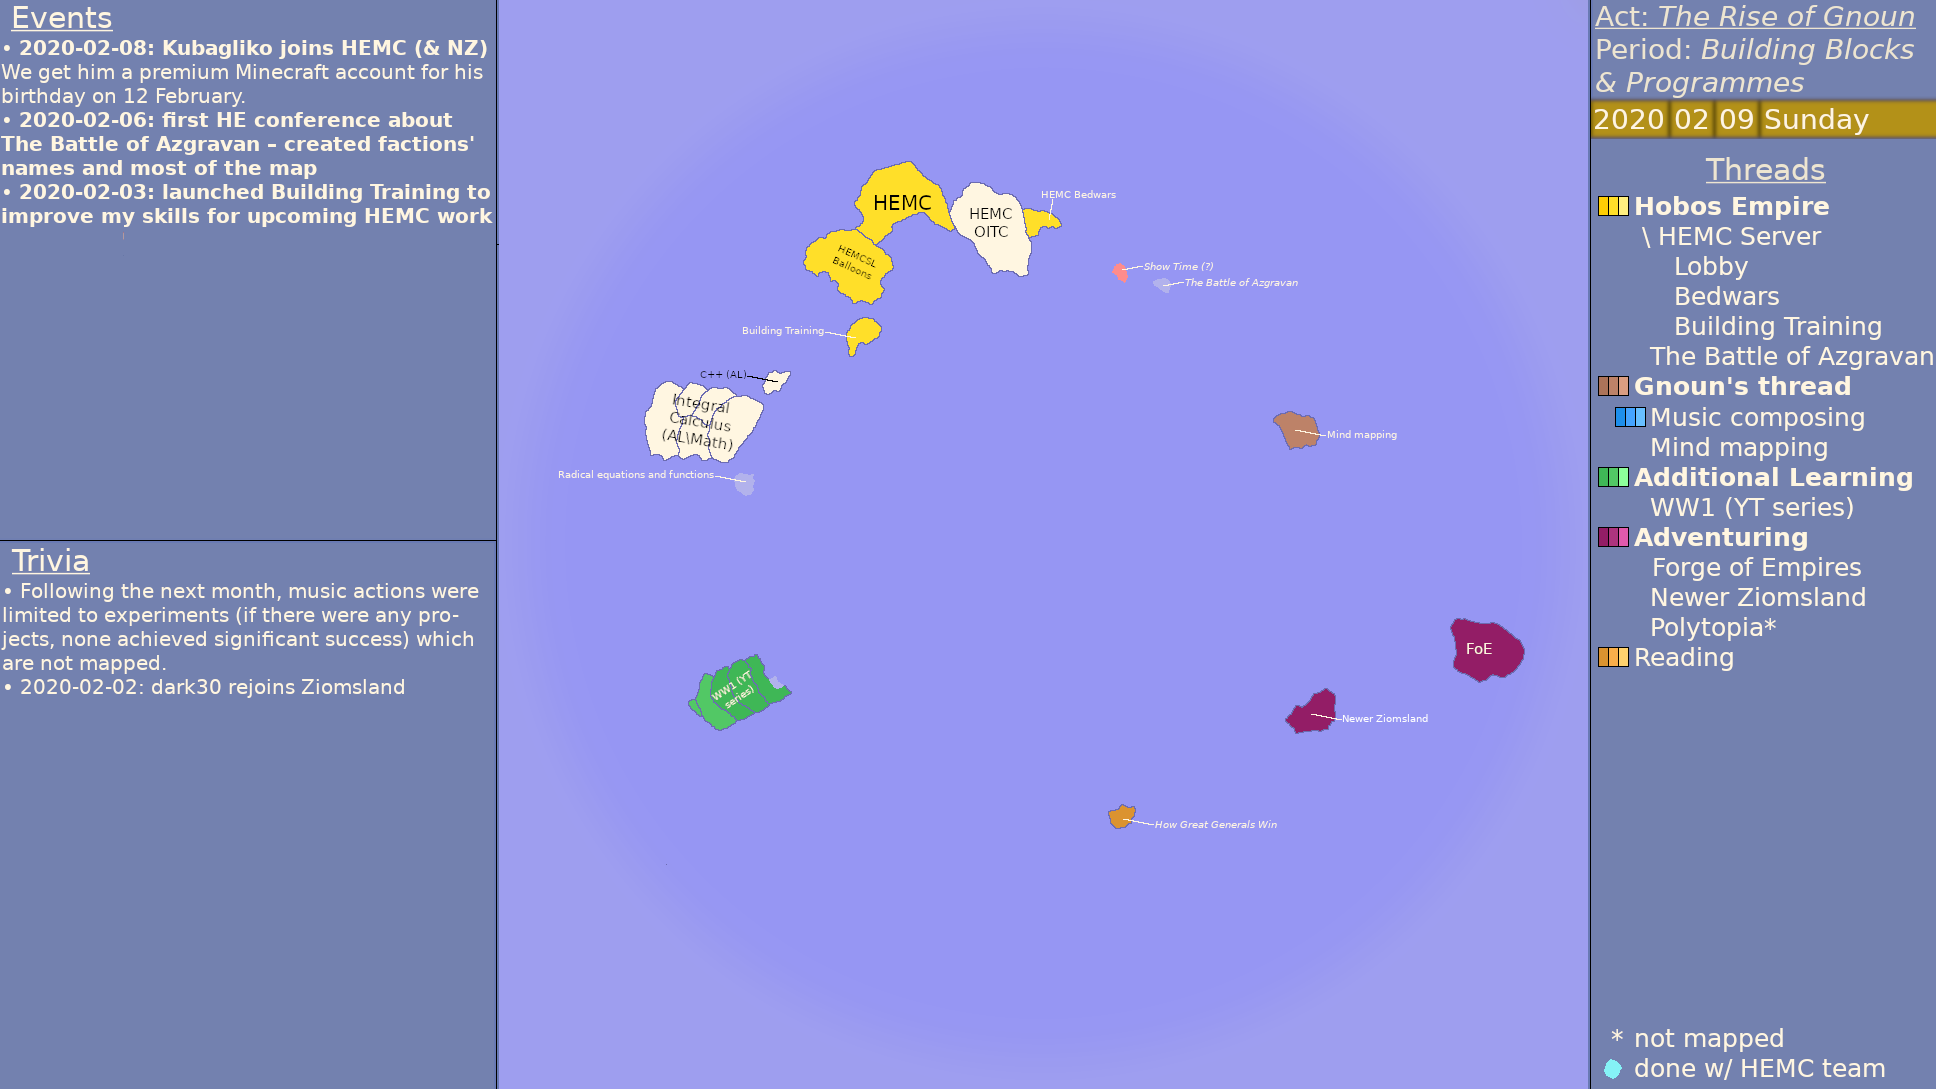 Events
• 2020-02-08: Kubagliko joins HEMC (& NZ)
We get him a premium Minecraft account for his
birthday on 12 February.
• 2020-02-06: first HE conference about
The Battle of Azgravan – created factions'
names and most of the map
• 2020-02-03: launched Building Training to
improve my skills for upcoming HEMC work
Trivia
• Following the next month, music actions were
limited to experiments (if there were any pro-
jects, none achieved significant success) which
are not mapped.
• 2020-02-02: dark30 rejoins Ziomsland
HEMC
HEMC
OITC
HEMC Bedwars
HEMCSL
Balloons
Show Time (?)
The Battle of Azgravan
Building Training
C++ (AL)
Integral
Calculus
(AL\Math)
Radical equations and functions
Mind mapping
WW1 (YT
series)
FoE
Newer Ziomsland
How Great Generals Win
Act: The Rise of Gnoun
Period: Building Blocks
& Programmes
2020 02 09 Sunday
Threads
Hobos Empire
\ HEMC Server
Lobby
Bedwars
Building Training
The Battle of Azgravan
Gnoun's thread
Music composing
Mind mapping
Additional Learning
WW1 (YT series)
Adventuring
Forge of Empires
Newer Ziomsland
Polytopia*
Reading
* not mapped
done w/ HEMC team